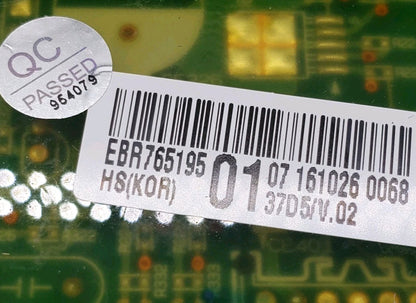 QC
PASSED
964079
EBR765195 01 07 161026 0068
HS(KOR) 37D5/V.02